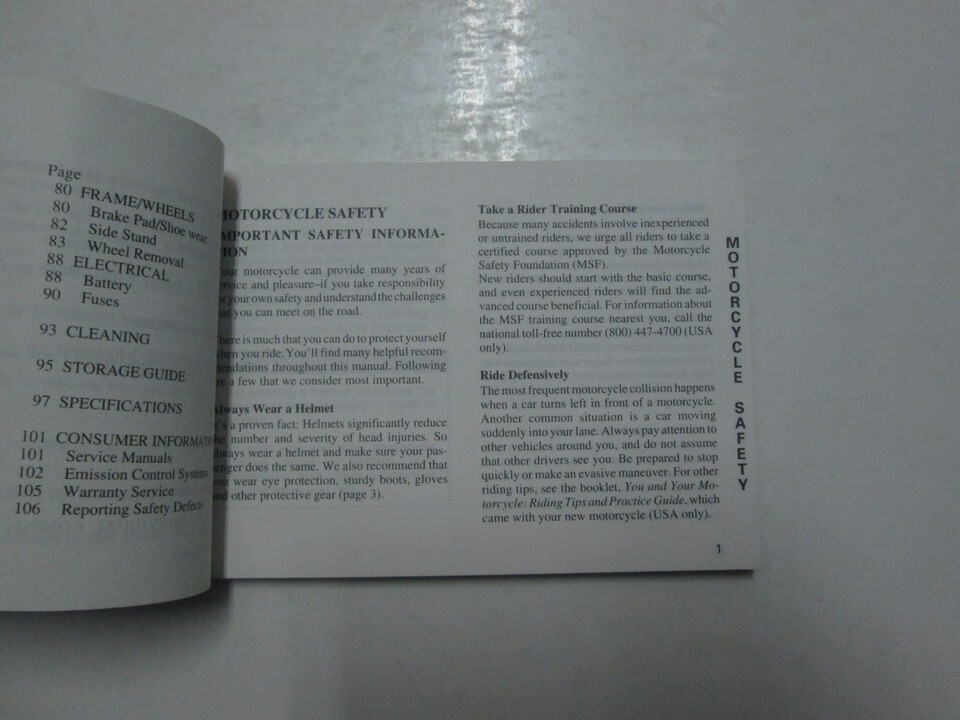 Page
80 FRAME/WHEELS
80 Brake Pad/Shoe wear
82 Side Stand
83 Wheel Removal
88 ELECTRICAL
88 Battery
90 Fuses
93 CLEANING
95 STORAGE GUIDE
97 SPECIFICATIONS
101 CONSUMER INFORMATI
101 Service Manuals
102 Emission Control Systems
105 Warranty Service
106 Reporting Safety Defects
MOTORCYCLE SAFETY
IMPORTANT SAFETY INFORMA-
TION
our motorcycle can provide many years of
rvice and pleasure–if you take responsibility
r your own safety and understand the challenges
at you can meet on the road.
here is much that you can do to protect yourself
hen you ride. You'll find many helpful recom-
endations throughout this manual. Following
re a few that we consider most important.
Always Wear a Helmet
t's a proven fact: Helmets significantly reduce
the number and severity of head injuries. So
always wear a helmet and make sure your pas-
enger does the same. We also recommend that
you wear eye protection, sturdy boots, gloves
and other protective gear (page 3).
Take a Rider Training Course
Because many accidents involve inexperienced
or untrained riders, we urge all riders to take a
certified course approved by the Motorcycle
Safety Foundation (MSF).
New riders should start with the basic course,
and even experienced riders will find the ad-
vanced course beneficial. For information about
the MSF training course nearest you, call the
national toll-free number (800) 447-4700 (USA
only).
Ride Defensively
The most frequent motorcycle collision happens
when a car turns left in front of a motorcycle.
Another common situation is a car moving
suddenly into your lane. Always pay attention to
other vehicles around you, and do not assume
that other drivers see you. Be prepared to stop
quickly or make an evasive maneuver. For other
riding tips, see the booklet, You and Your Mo-
torcycle: Riding Tips and Practice Guide, which
came with your new motorcycle (USA only).
MOTORCYCLE SAFETY
1